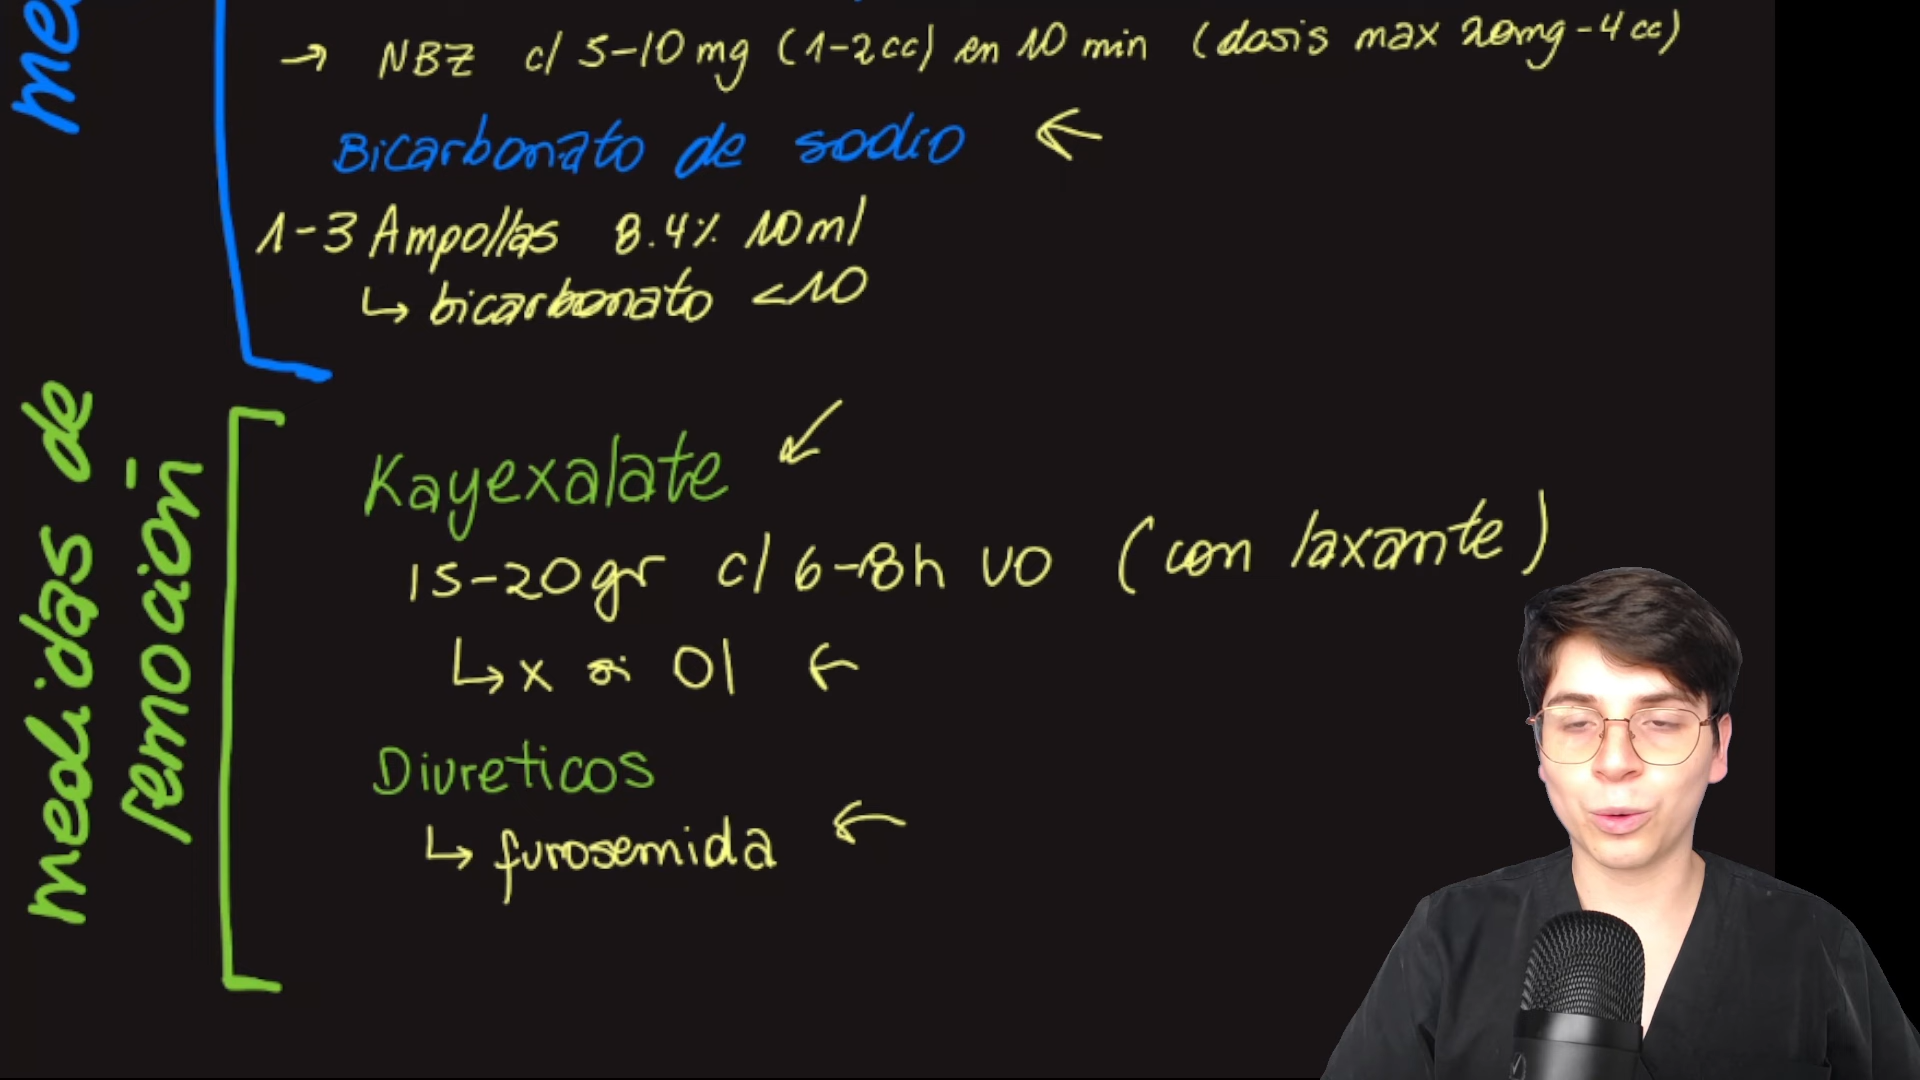 → NBZ c/ 5-10 mg (1-2cc) en 10 min (dosis max 20mg-4cc)
Bicarbonato de sodio ←
1-3 Ampollas 8.4% 10ml
↳ bicarbonato <10
medidas de
remoción
Kayexalate ↙
15-20gr c/ 6-8h VO (con laxante)
↳ x si OI ←
Diureticos
↳ furosemida ←